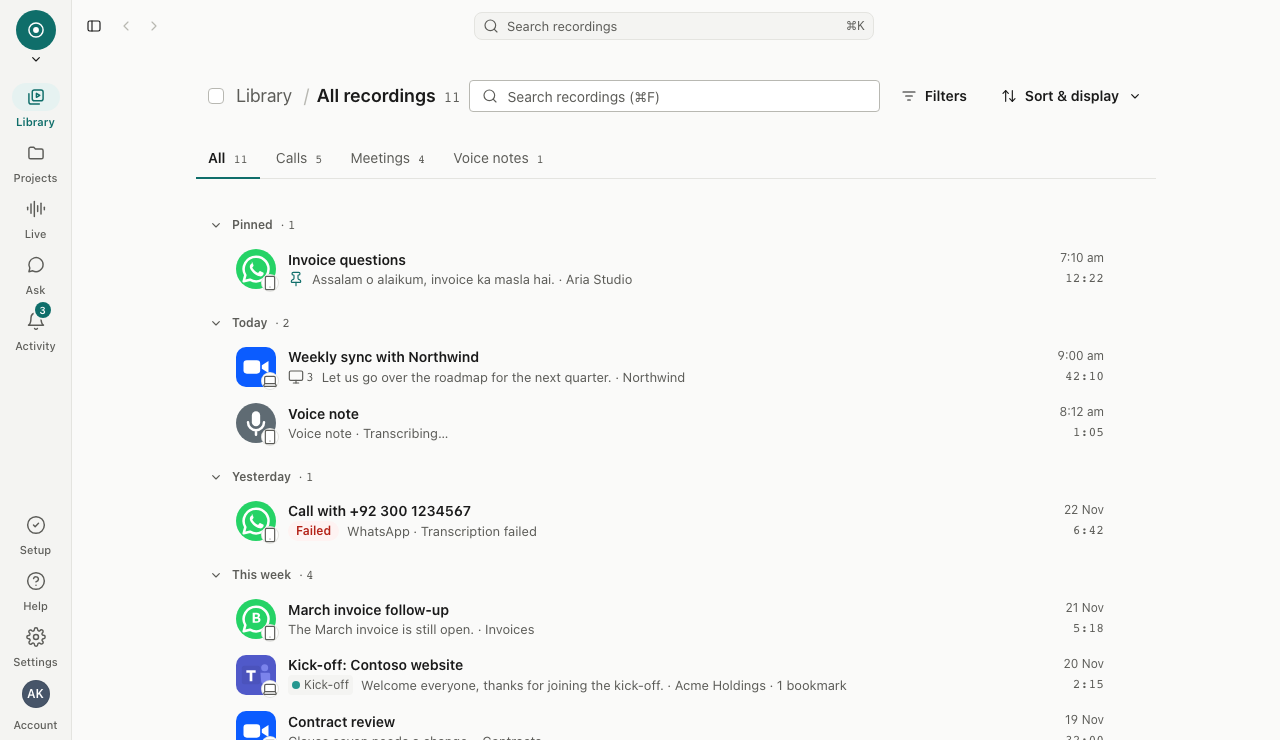 Search recordings ⌘K
Library / All recordings 11
Search recordings (⌘F)
Filters
Sort & display
Library
Projects
Live
Ask
3
Activity
Setup
Help
Settings
AK
Account
All 11 Calls 5 Meetings 4 Voice notes 1
Pinned · 1
Invoice questions 7:10 am
Assalam o alaikum, invoice ka masla hai. · Aria Studio 12:22
Today · 2
Weekly sync with Northwind 9:00 am
3 Let us go over the roadmap for the next quarter. · Northwind 42:10
Voice note 8:12 am
Voice note · Transcribing... 1:05
Yesterday · 1
Call with +92 300 1234567 22 Nov
Failed WhatsApp · Transcription failed 6:42
This week · 4
B
March invoice follow-up 21 Nov
The March invoice is still open. · Invoices 5:18
T
Kick-off: Contoso website 20 Nov
Kick-off Welcome everyone, thanks for joining the kick-off. · Acme Holdings · 1 bookmark 2:15
Contract review 19 Nov